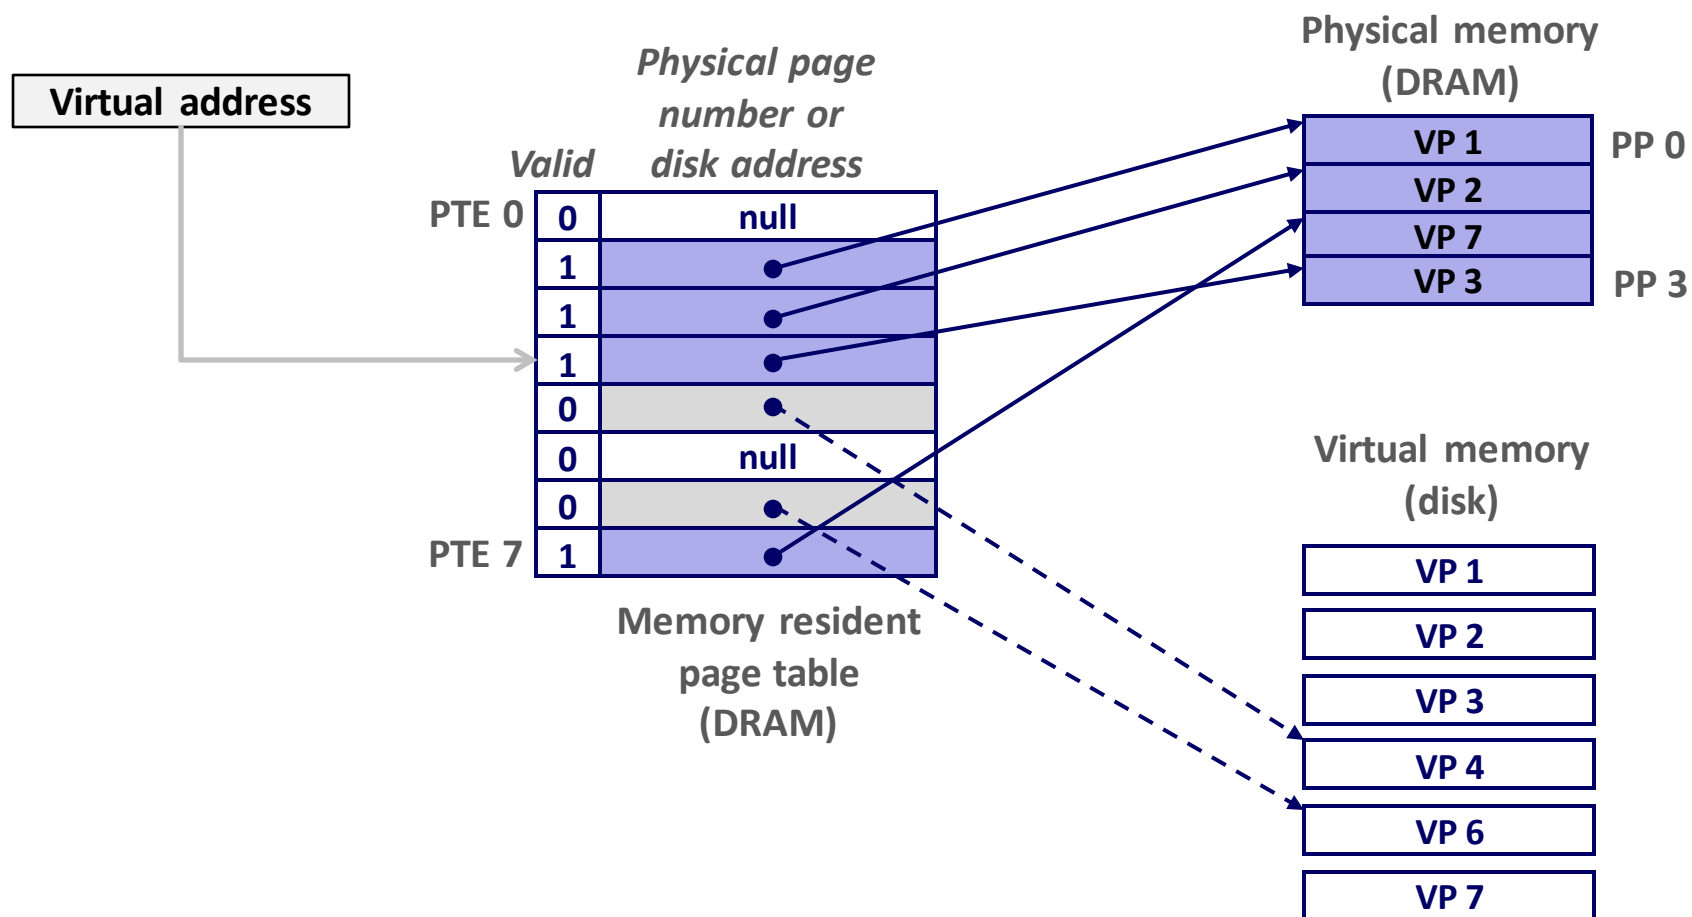 Virtual address
Physical page
number or
disk address
Valid
PTE 0
0
null
1
1
1
0
0
null
0
PTE 7
1
Memory resident
page table
(DRAM)
Physical memory
(DRAM)
VP 1
PP 0
VP 2
VP 7
VP 3
PP 3
Virtual memory
(disk)
VP 1
VP 2
VP 3
VP 4
VP 6
VP 7